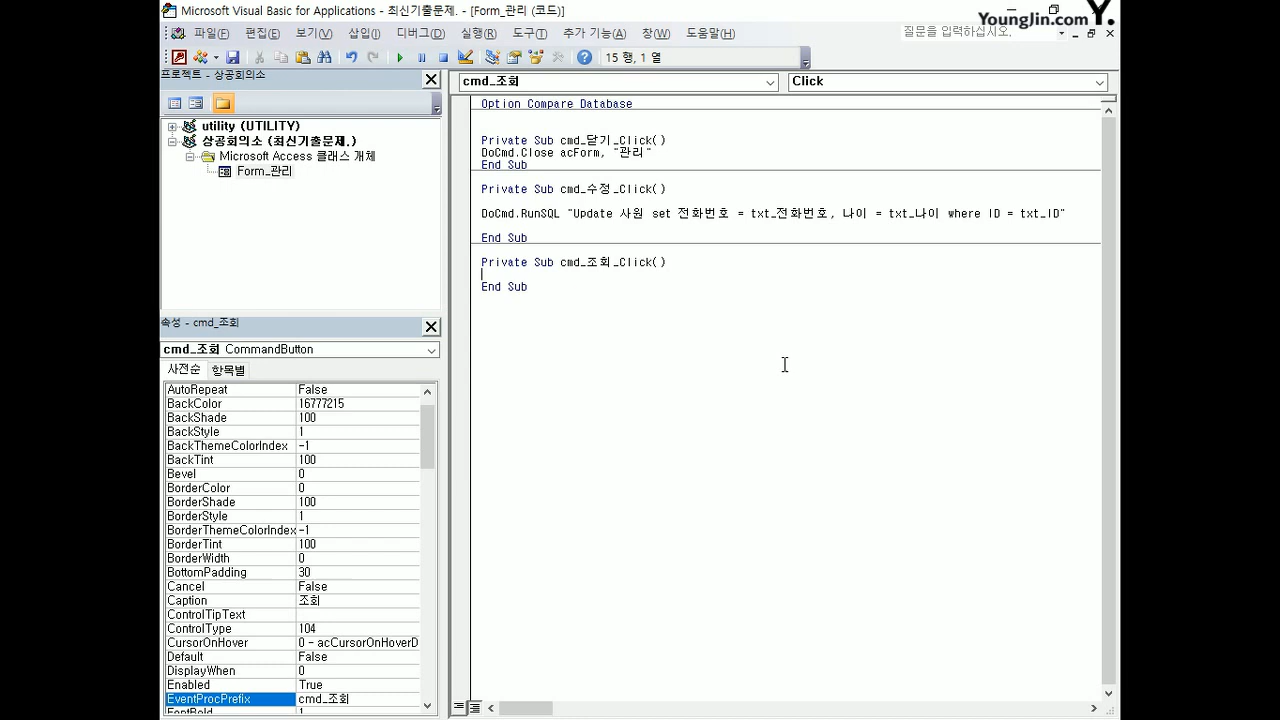 Microsoft Visual Basic for Applications - 최신기출문제. - [Form_관리 (코드)]
YoungJin.com Y.
파일(F) 편집(E) 보기(V) 삽입(I) 디버그(D) 실행(R) 도구(T) 추가 기능(A) 창(W) 도움말(H)
질문을 입력하십시오.
15 행, 1 열
프로젝트 - 상공회의소
utility (UTILITY)
상공회의소 (최신기출문제.)
Microsoft Access 클래스 개체
Form_관리
속성 - cmd_조회
cmd_조회 CommandButton
사전순 항목별
AutoRepeat False
BackColor 16777215
BackShade 100
BackStyle 1
BackThemeColorIndex -1
BackTint 100
Bevel 0
BorderColor 0
BorderShade 100
BorderStyle 1
BorderThemeColorIndex -1
BorderTint 100
BorderWidth 0
BottomPadding 30
Cancel False
Caption 조회
ControlTipText
ControlType 104
CursorOnHover 0 - acCursorOnHoverD
Default False
DisplayWhen 0
Enabled True
EventProcPrefix cmd_조회
FontBold 1
cmd_조회 Click
Option Compare Database
Private Sub cmd_닫기_Click()
DoCmd.Close acForm, "관리"
End Sub
Private Sub cmd_수정_Click()
DoCmd.RunSQL "Update 사원 set 전화번호 = txt_전화번호, 나이 = txt_나이 where ID = txt_ID"
End Sub
Private Sub cmd_조회_Click()
End Sub